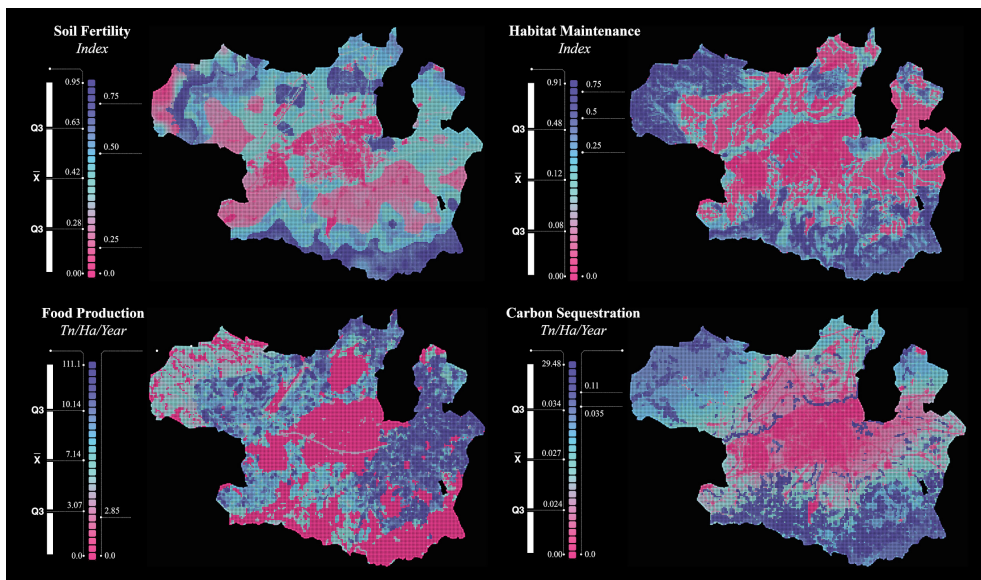 Soil Fertility
Index
0.95
0.75
Q3
0.63
0.50
X̅
0.42
Q3
0.28
0.25
0.00
0.0
Habitat Maintenance
Index
0.91
0.75
0.5
Q3
0.48
0.25
X̅
0.12
Q3
0.08
0.00
0.0
Food Production
Tn/Ha/Year
111.1
Q3
10.14
X̅
7.14
Q3
3.07
2.85
0.0
0.0
Carbon Sequestration
Tn/Ha/Year
29.48
0.11
Q3
0.034
0.035
X̅
0.027
Q3
0.024
0.00
0.0